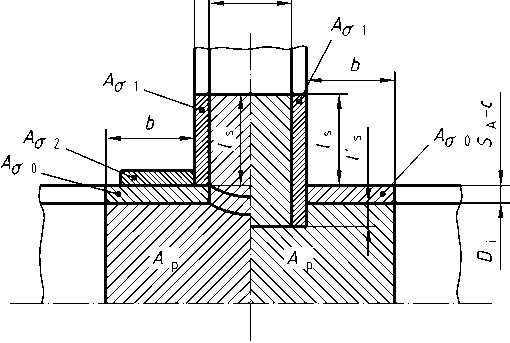 Aσ 1
Aσ 1
b
b
Aσ 2
Aσ 0
ls
ls
l's
Aσ 0
SA-C
Ap
Ap
Di